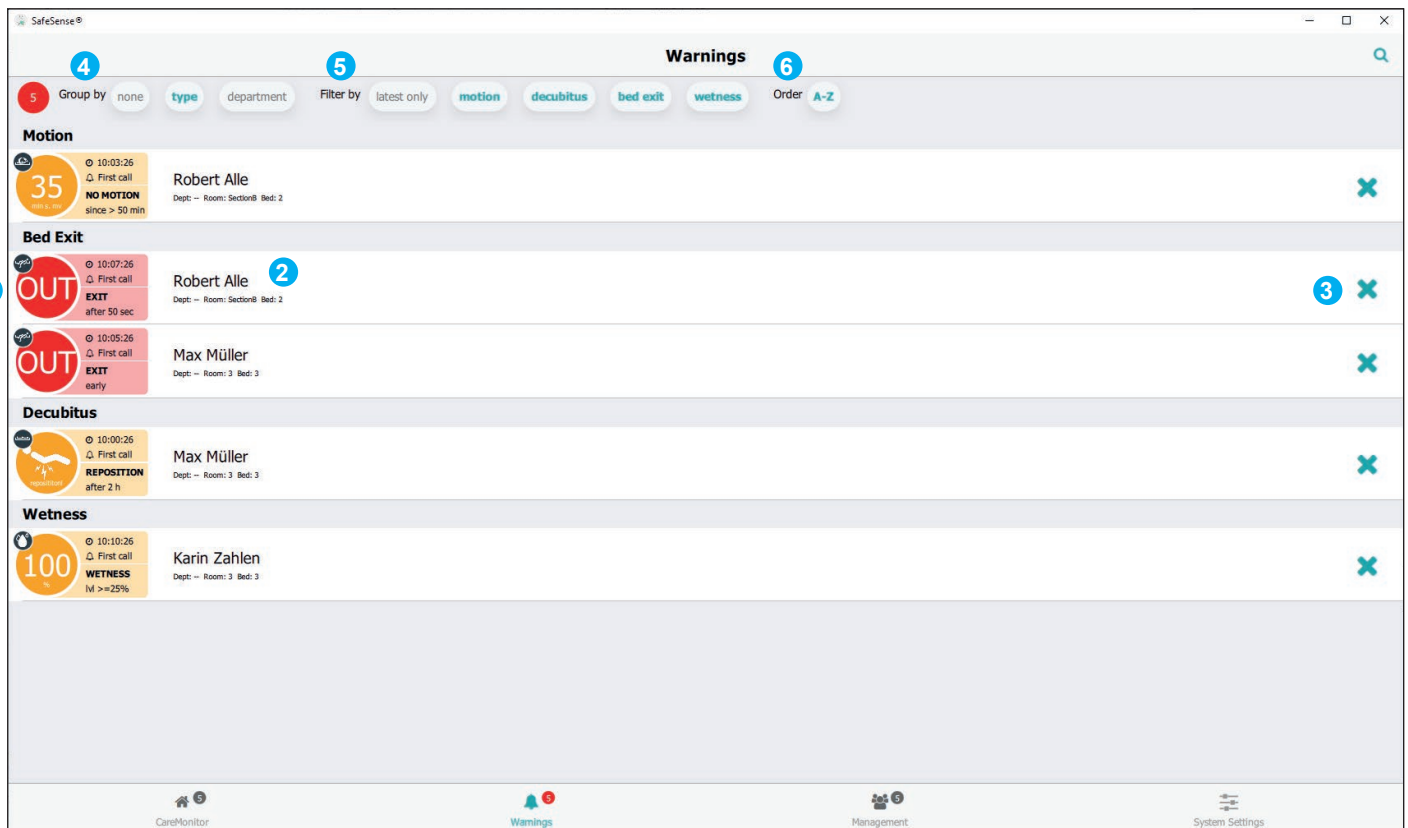 SafeSense®
Warnings
4 5 6
5 Group by none type department Filter by latest only motion decubitus bed exit wetness Order A-Z
Motion
35
10:03:26
First call
NO MOTION
since > 50 min
Robert Alle
Dept: -- Room: SectionB Bed: 2
Bed Exit
OUT
10:07:26
First call
EXIT
after 50 sec
Robert Alle
2
Dept: -- Room: SectionB Bed: 2
3
OUT
10:05:26
First call
EXIT
early
Max Müller
Dept: -- Room: 3 Bed: 3
Decubitus
10:00:26
First call
REPOSITION
after 2 h
Max Müller
Dept: -- Room: 3 Bed: 3
Wetness
100
%
10:10:26
First call
WETNESS
lvl >=25%
Karin Zahlen
Dept: -- Room: 3 Bed: 3
5 5 5
CareMonitor Warnings Management System Settings